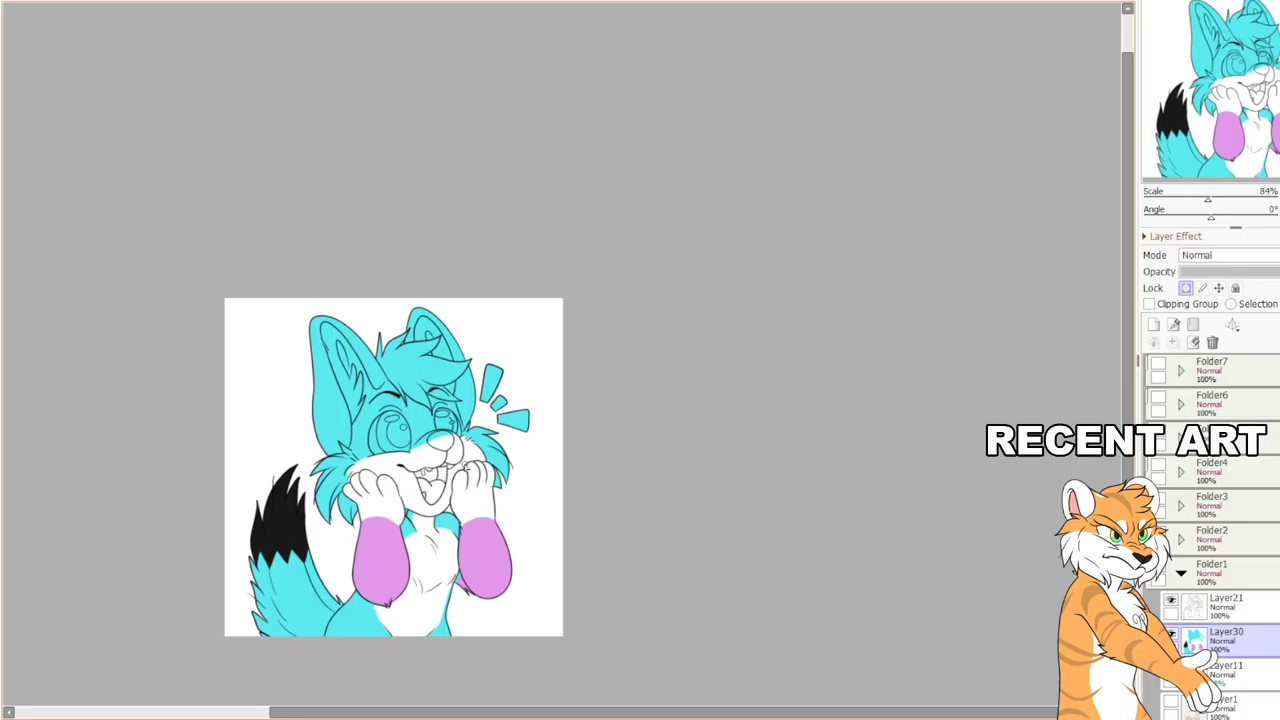 Scale 84%
Angle 0°
Layer Effect
Mode Normal
Opacity
Lock
Clipping Group Selection
Folder7
Normal
100%
Folder6
Normal
100%
RECENT ART
Folder4
Normal
100%
Folder3
Normal
100%
Folder2
Normal
100%
Folder1
Normal
100%
Layer21
Normal
100%
Layer30
Normal
100%
Layer11
Normal
Normal